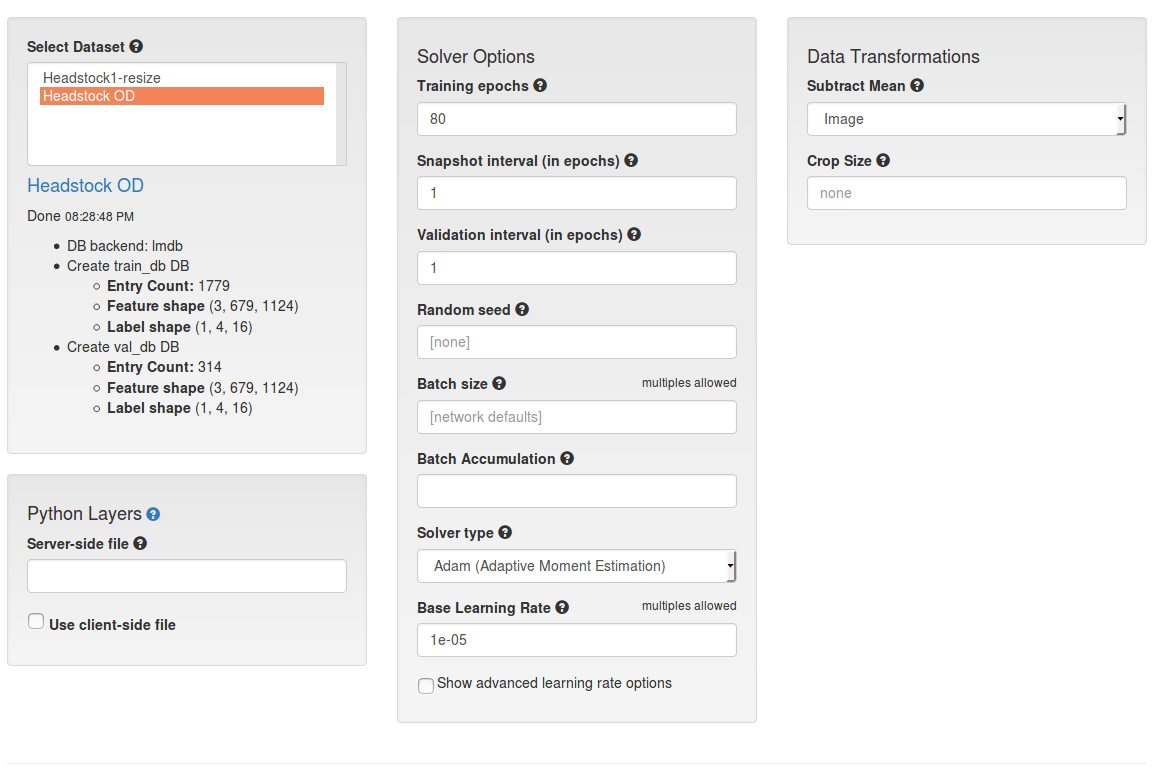 Select Dataset
Headstock1-resize
Headstock OD
Headstock OD
Done 08:28:48 PM
DB backend: lmdb
Create train_db DB
Entry Count: 1779
Feature shape (3, 679, 1124)
Label shape (1, 4, 16)
Create val_db DB
Entry Count: 314
Feature shape (3, 679, 1124)
Label shape (1, 4, 16)
Python Layers
Server-side file
Use client-side file
Solver Options
Training epochs
80
Snapshot interval (in epochs)
1
Validation interval (in epochs)
1
Random seed
[none]
Batch size multiples allowed
[network defaults]
Batch Accumulation
Solver type
Adam (Adaptive Moment Estimation)
Base Learning Rate multiples allowed
1e-05
Show advanced learning rate options
Data Transformations
Subtract Mean
Image
Crop Size
none